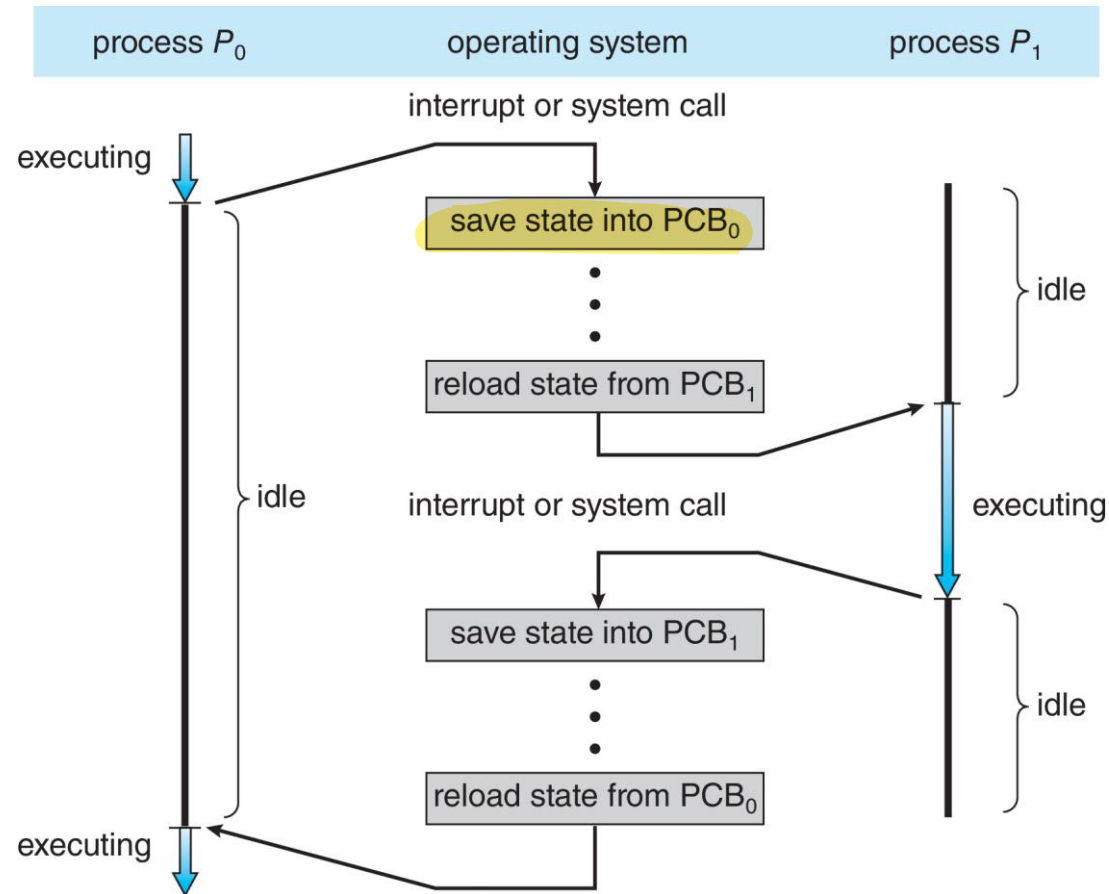 process P₀ operating system process P₁
interrupt or system call
executing
save state into PCB₀
idle
reload state from PCB₁
idle
interrupt or system call
executing
save state into PCB₁
idle
reload state from PCB₀
executing